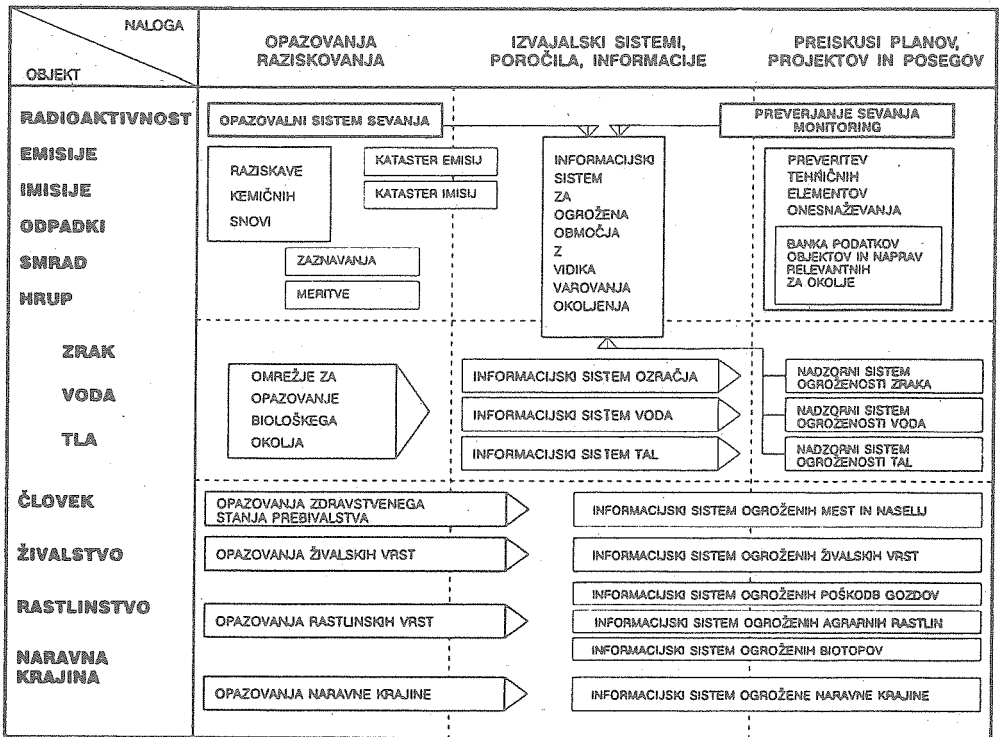 NALOGA
OBJEKT
OPAZOVANJA
RAZISKOVANJA
IZVAJALSKI SISTEMI,
POROČILA, INFORMACIJE
PREISKUSI PLANOV,
PROJEKTOV IN POSEGOV
RADIOAKTIVNOST
EMISIJE
IMISIJE
ODPADKI
SMRAD
HRUP
OPAZOVALNI SISTEM SEVANJA
RAZISKAVE
KEMIČNIH
SNOVI
KATASTER EMISIJ
KATASTER IMISIJ
ZAZNAVANJA
MERITVE
INFORMACIJSKI
SISTEM
ZA
OGROŽENA
OBMOČJA
Z
VIDIKA
VAROVANJA
OKOLJENJA
PREVERJANJE SEVANJA
MONITORING
PREVERITEV
TEHNIČNIH
ELEMENTOV
ONESNAŽEVANJA
BANKA PODATKOV
OBJEKTOV IN NAPRAV
RELEVANTNIH
ZA OKOLJE
ZRAK
VODA
TLA
OMREŽJE ZA
OPAZOVANJE
BIOLOŠKEGA
OKOLJA
INFORMACIJSKI SISTEM OZRAČJA
INFORMACIJSKI SISTEM VODA
INFORMACIJSKI SISTEM TAL
NADZORNI SISTEM
OGROŽENOSTI ZRAKA
NADZORNI SISTEM
OGROŽENOSTI VODA
NADZORNI SISTEM
OGROŽENOSTI TAL
ČLOVEK
OPAZOVANJA ZDRAVSTVENEGA
STANJA PREBIVALSTVA
INFORMACIJSKI SISTEM OGROŽENIH MEST IN NASELIJ
ŽIVALSTVO
OPAZOVANJA ŽIVALSKIH VRST
INFORMACIJSKI SISTEM OGROŽENIH ŽIVALSKIH VRST
RASTLINSTVO
OPAZOVANJA RASTLINSKIH VRST
INFORMACIJSKI SISTEM OGROŽENIH POŠKODB GOZDOV
INFORMACIJSKI SISTEM OGROŽENIH AGRARNIH RASTLIN
INFORMACIJSKI SISTEM OGROŽENIH BIOTOPOV
NARAVNA
KRAJINA
OPAZOVANJA NARAVNE KRAJINE
INFORMACIJSKI SISTEM OGROŽENE NARAVNE KRAJINE